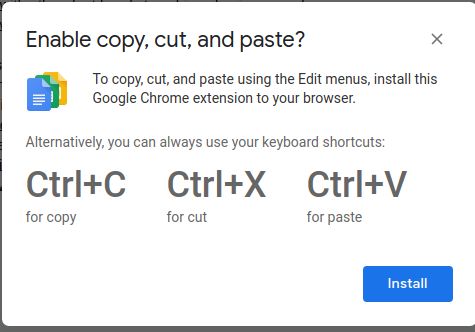 Enable copy, cut, and paste?
To copy, cut, and paste using the Edit menus, install this
Google Chrome extension to your browser.
Alternatively, you can always use your keyboard shortcuts:
Ctrl+C Ctrl+X Ctrl+V
for copy for cut for paste
Install